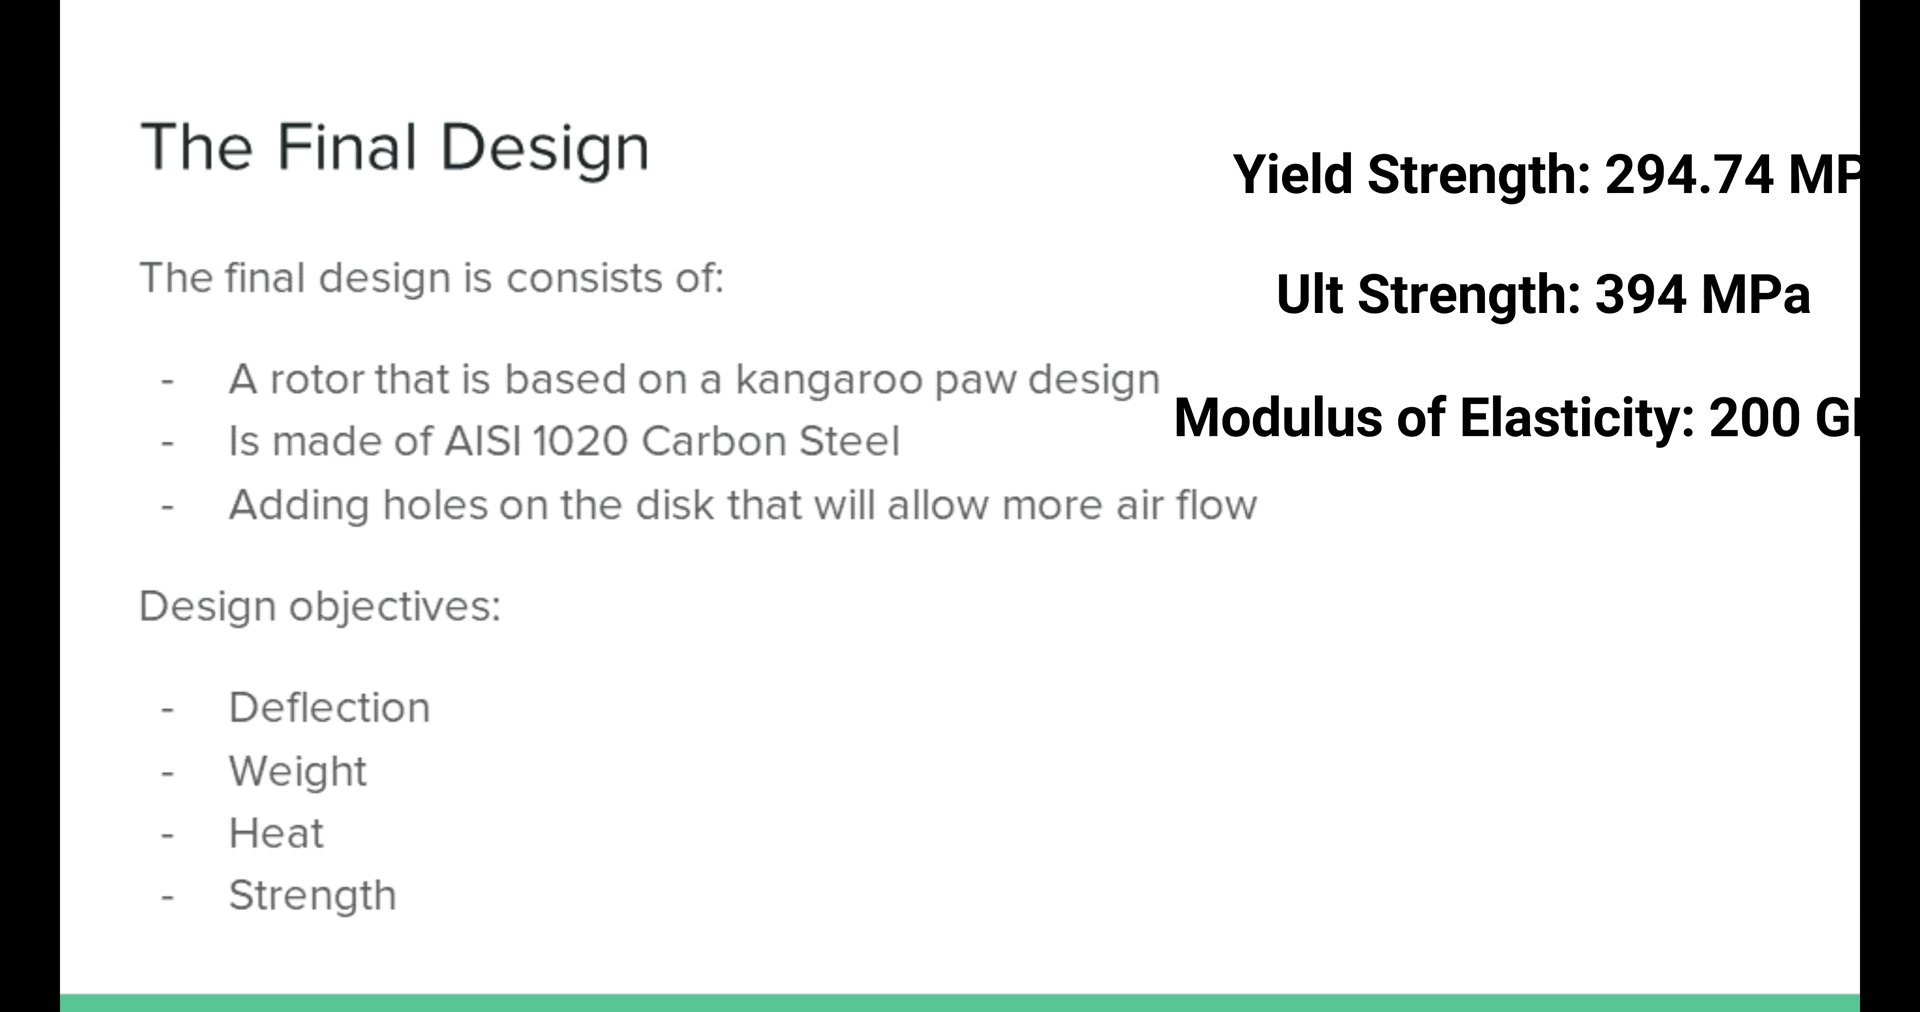 The Final Design
The final design is consists of:
- A rotor that is based on a kangaroo paw design
- Is made of AISI 1020 Carbon Steel
- Adding holes on the disk that will allow more air flow
Design objectives:
- Deflection
- Weight
- Heat
- Strength
Yield Strength: 294.74 MP
Ult Strength: 394 MPa
Modulus of Elasticity: 200 G